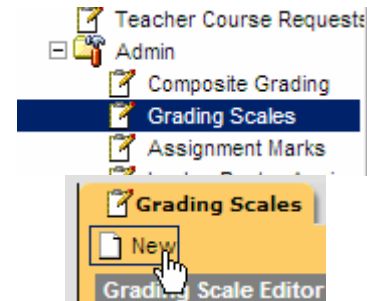 Teacher Course Requests
Admin
Composite Grading
Grading Scales
Assignment Marks
Grading Scales
New
Grading Scale Editor